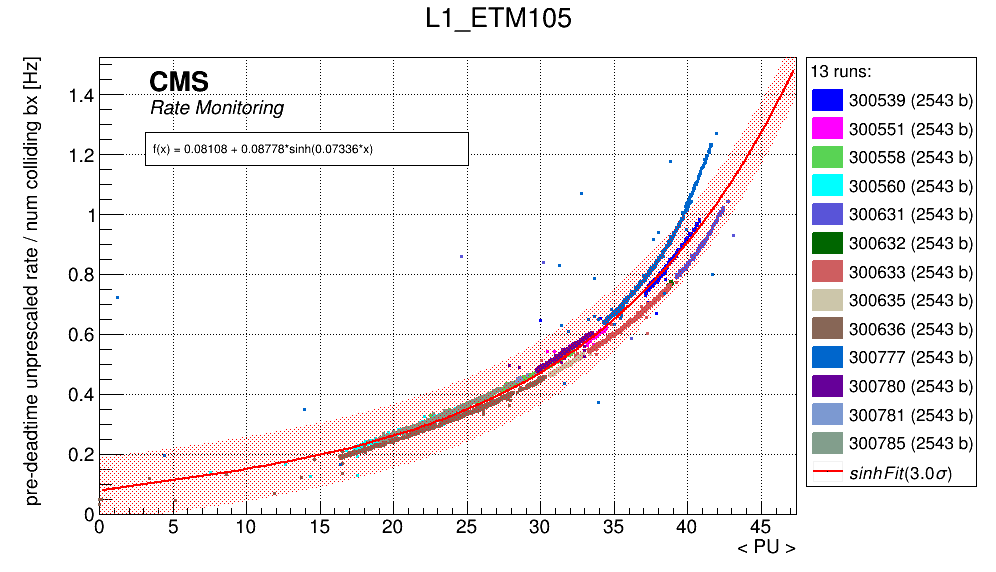 L1_ETM105
pre-deadtime unprescaled rate / num colliding bx [Hz]
CMS
Rate Monitoring
f(x) = 0.08108 + 0.08778*sinh(0.07336*x)
1.4
1.2
1
0.8
0.6
0.4
0.2
0
0 5 10 15 20 25 30 35 40 45
< PU >
13 runs:
300539 (2543 b)
300551 (2543 b)
300558 (2543 b)
300560 (2543 b)
300631 (2543 b)
300632 (2543 b)
300633 (2543 b)
300635 (2543 b)
300636 (2543 b)
300777 (2543 b)
300780 (2543 b)
300781 (2543 b)
300785 (2543 b)
sinhFit(3.0σ)